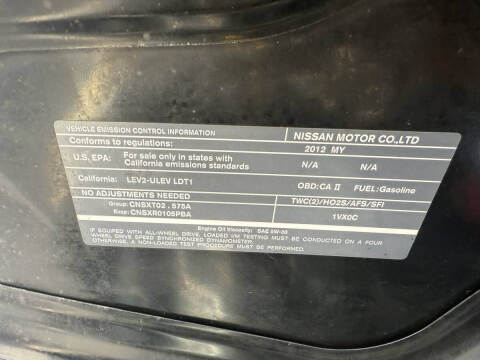 VEHICLE EMISSION CONTROL INFORMATION NISSAN MOTOR CO.,LTD
Conforms to regulations: 2012 MY
U.S. EPA: For sale only in states with California emissions standards N/A N/A
California: LEV2-ULEV LDT1 OBD:CA II FUEL:Gasoline
NO ADJUSTMENTS NEEDED TWC(2)/HO2S/AFS/SFI
Group: CNSXT02.575A
Evap: CNSXR0105PBA 1VX0C
Engine Oil Viscosity: SAE 5W-30
IF EQUIPPED WITH ALL-WHEEL DRIVE, LOADED I/M TESTING MUST BE CONDUCTED ON A FOUR
WHEEL DRIVE SPEED SYNCHRONIZED DYNAMOMETER.
OTHERWISE, A NON-LOADED TEST PROCEDURE MUST BE PERFORMED.